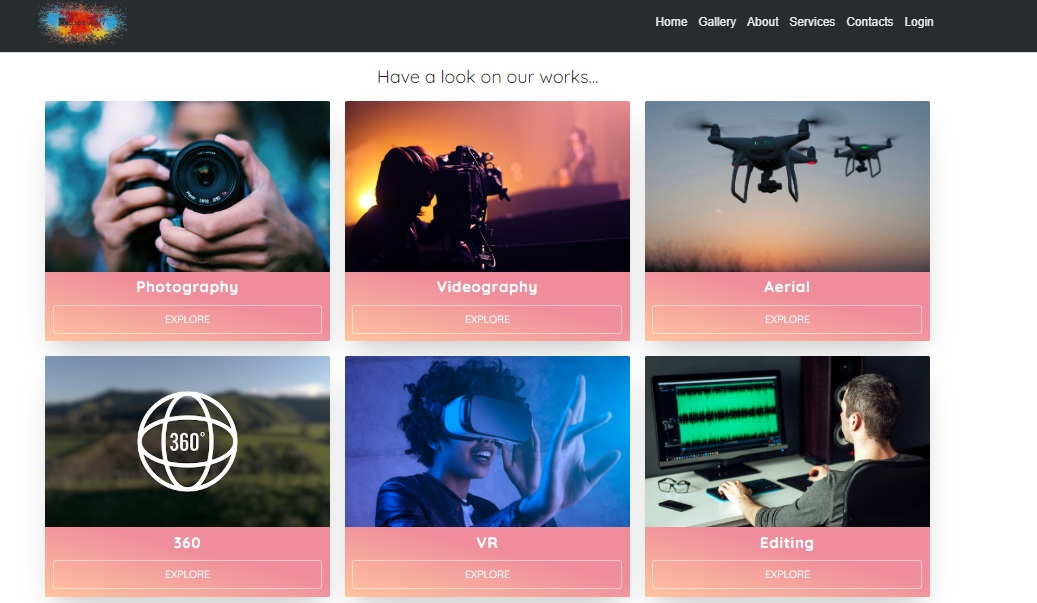 Home Gallery About Services Contacts Login
Have a look on our works...
Photography
Videography
Aerial
EXPLORE
EXPLORE
EXPLORE
360°
360
VR
Editing
EXPLORE
EXPLORE
EXPLORE